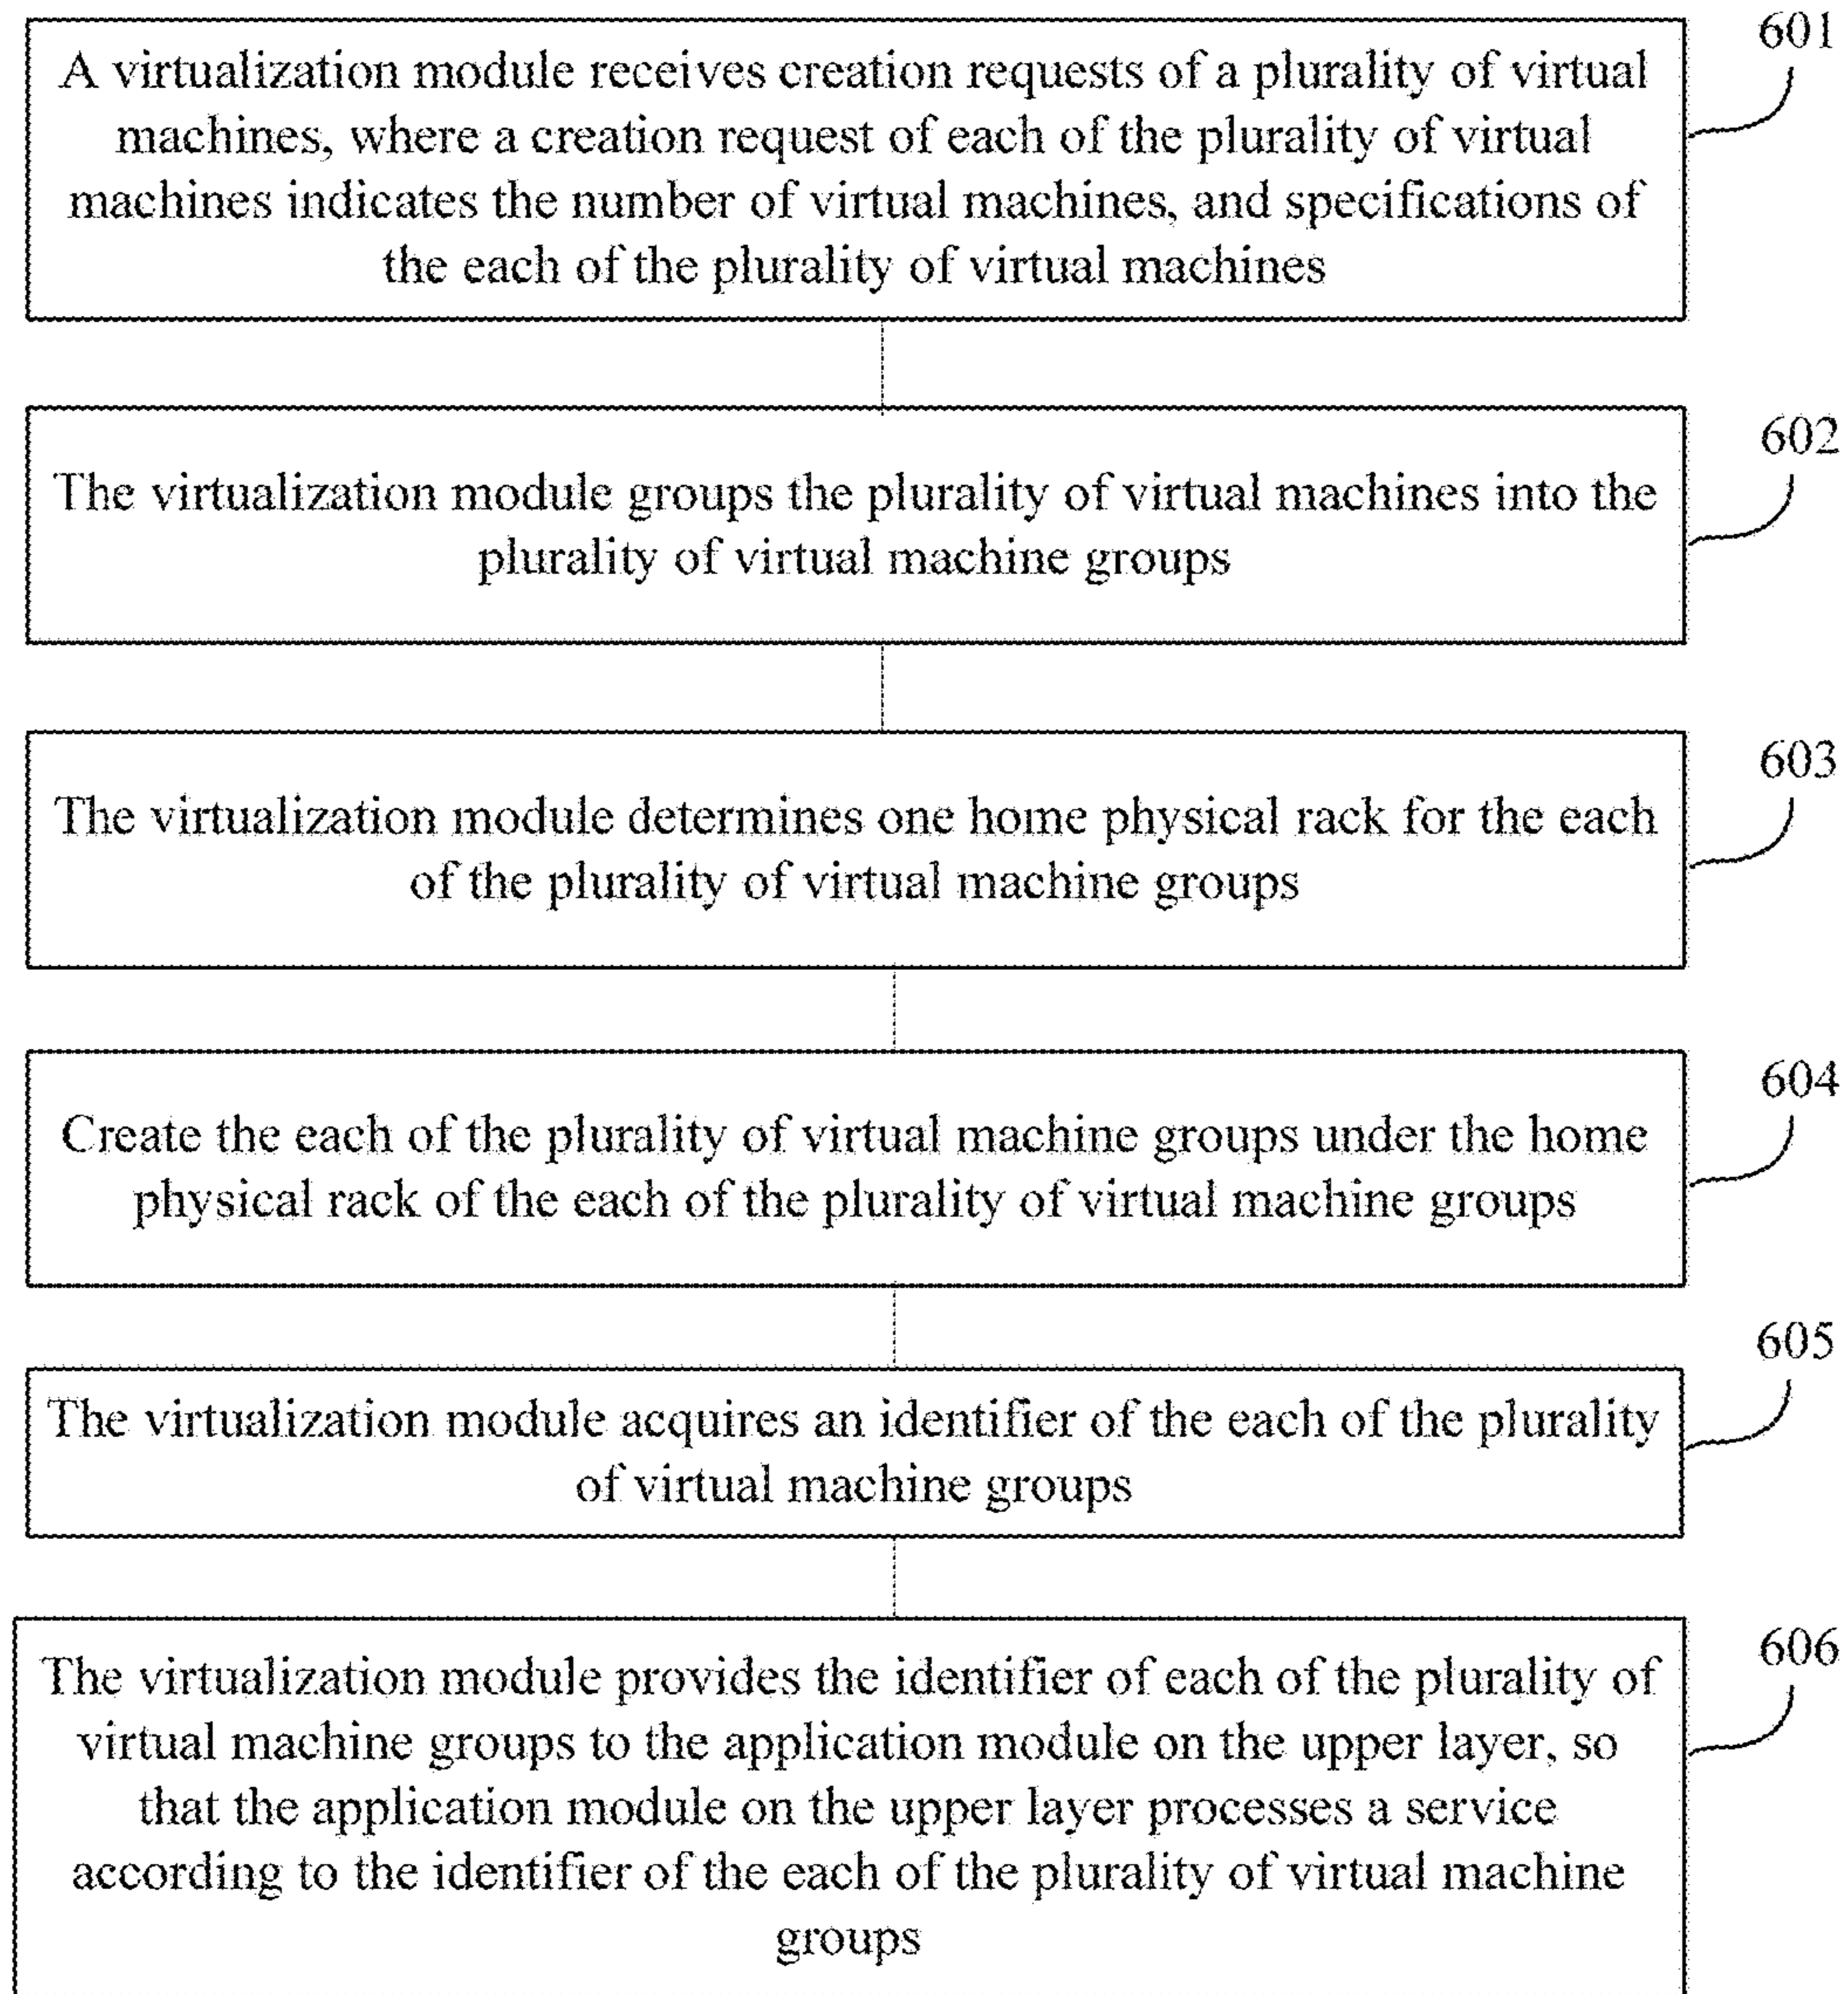 601
A virtualization module receives creation requests of a plurality of virtual
machines, where a creation request of each of the plurality of virtual
machines indicates the number of virtual machines, and specifications of
the each of the plurality of virtual machines
602
The virtualization module groups the plurality of virtual machines into the
plurality of virtual machine groups
603
The virtualization module determines one home physical rack for the each
of the plurality of virtual machine groups
604
Create the each of the plurality of virtual machine groups under the home
physical rack of the each of the plurality of virtual machine groups
605
The virtualization module acquires an identifier of the each of the plurality
of virtual machine groups
606
The virtualization module provides the identifier of each of the plurality of
virtual machine groups to the application module on the upper layer, so
that the application module on the upper layer processes a service
according to the identifier of the each of the plurality of virtual machine
groups